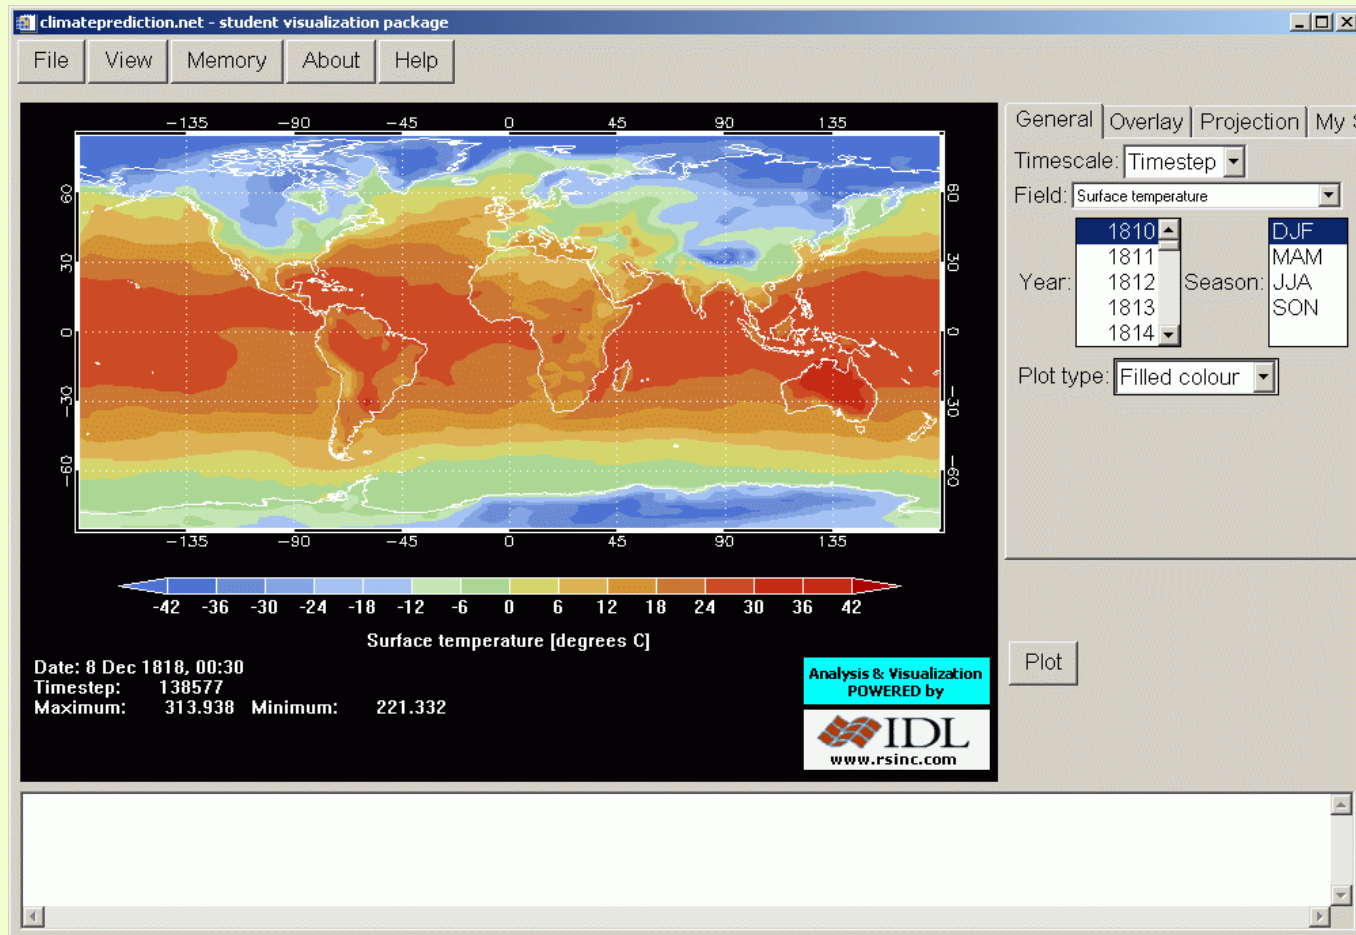 climateprediction.net - student visualization package
File View Memory About Help
General Overlay Projection My
Timescale: Timestep
Field: Surface temperature
Year: 1810 1811 1812 1813 1814
Season: DJF MAM JJA SON
Plot type: Filled colour
Plot
-135 -90 -45 0 45 90 135
60 60
30 30
0 0
-30 -30
-60 -60
-135 -90 -45 0 45 90 135
-42 -36 -30 -24 -18 -12 -6 0 6 12 18 24 30 36 42
Surface temperature [degrees C]
Date: 8 Dec 1818, 00:30
Timestep: 138577
Maximum: 313.938 Minimum: 221.332
Analysis & Visualization
POWERED by
IDL
www.rsinc.com